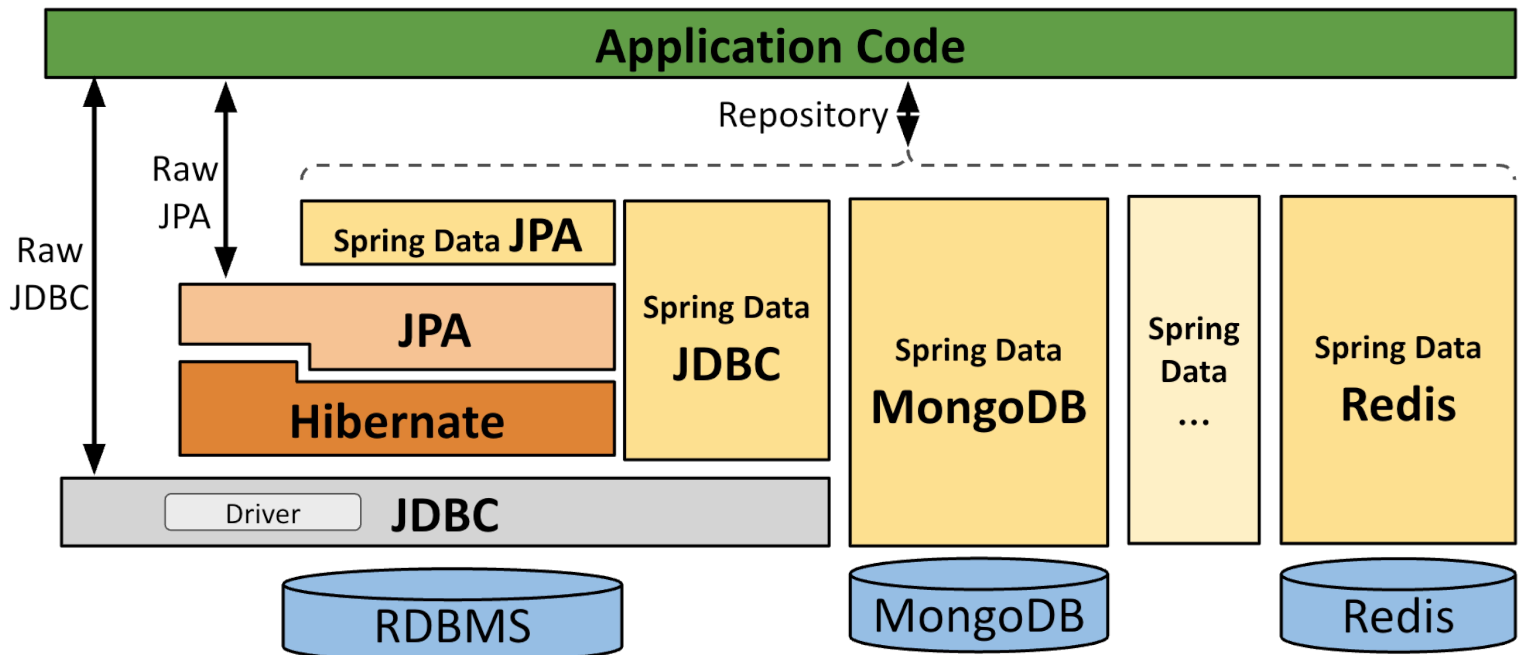 Application Code
Repository
Raw
JPA
Raw
JDBC
Spring Data JPA
JPA
Hibernate
Spring Data
JDBC
Spring Data
MongoDB
Spring
Data
...
Spring Data
Redis
Driver
JDBC
RDBMS
MongoDB
Redis